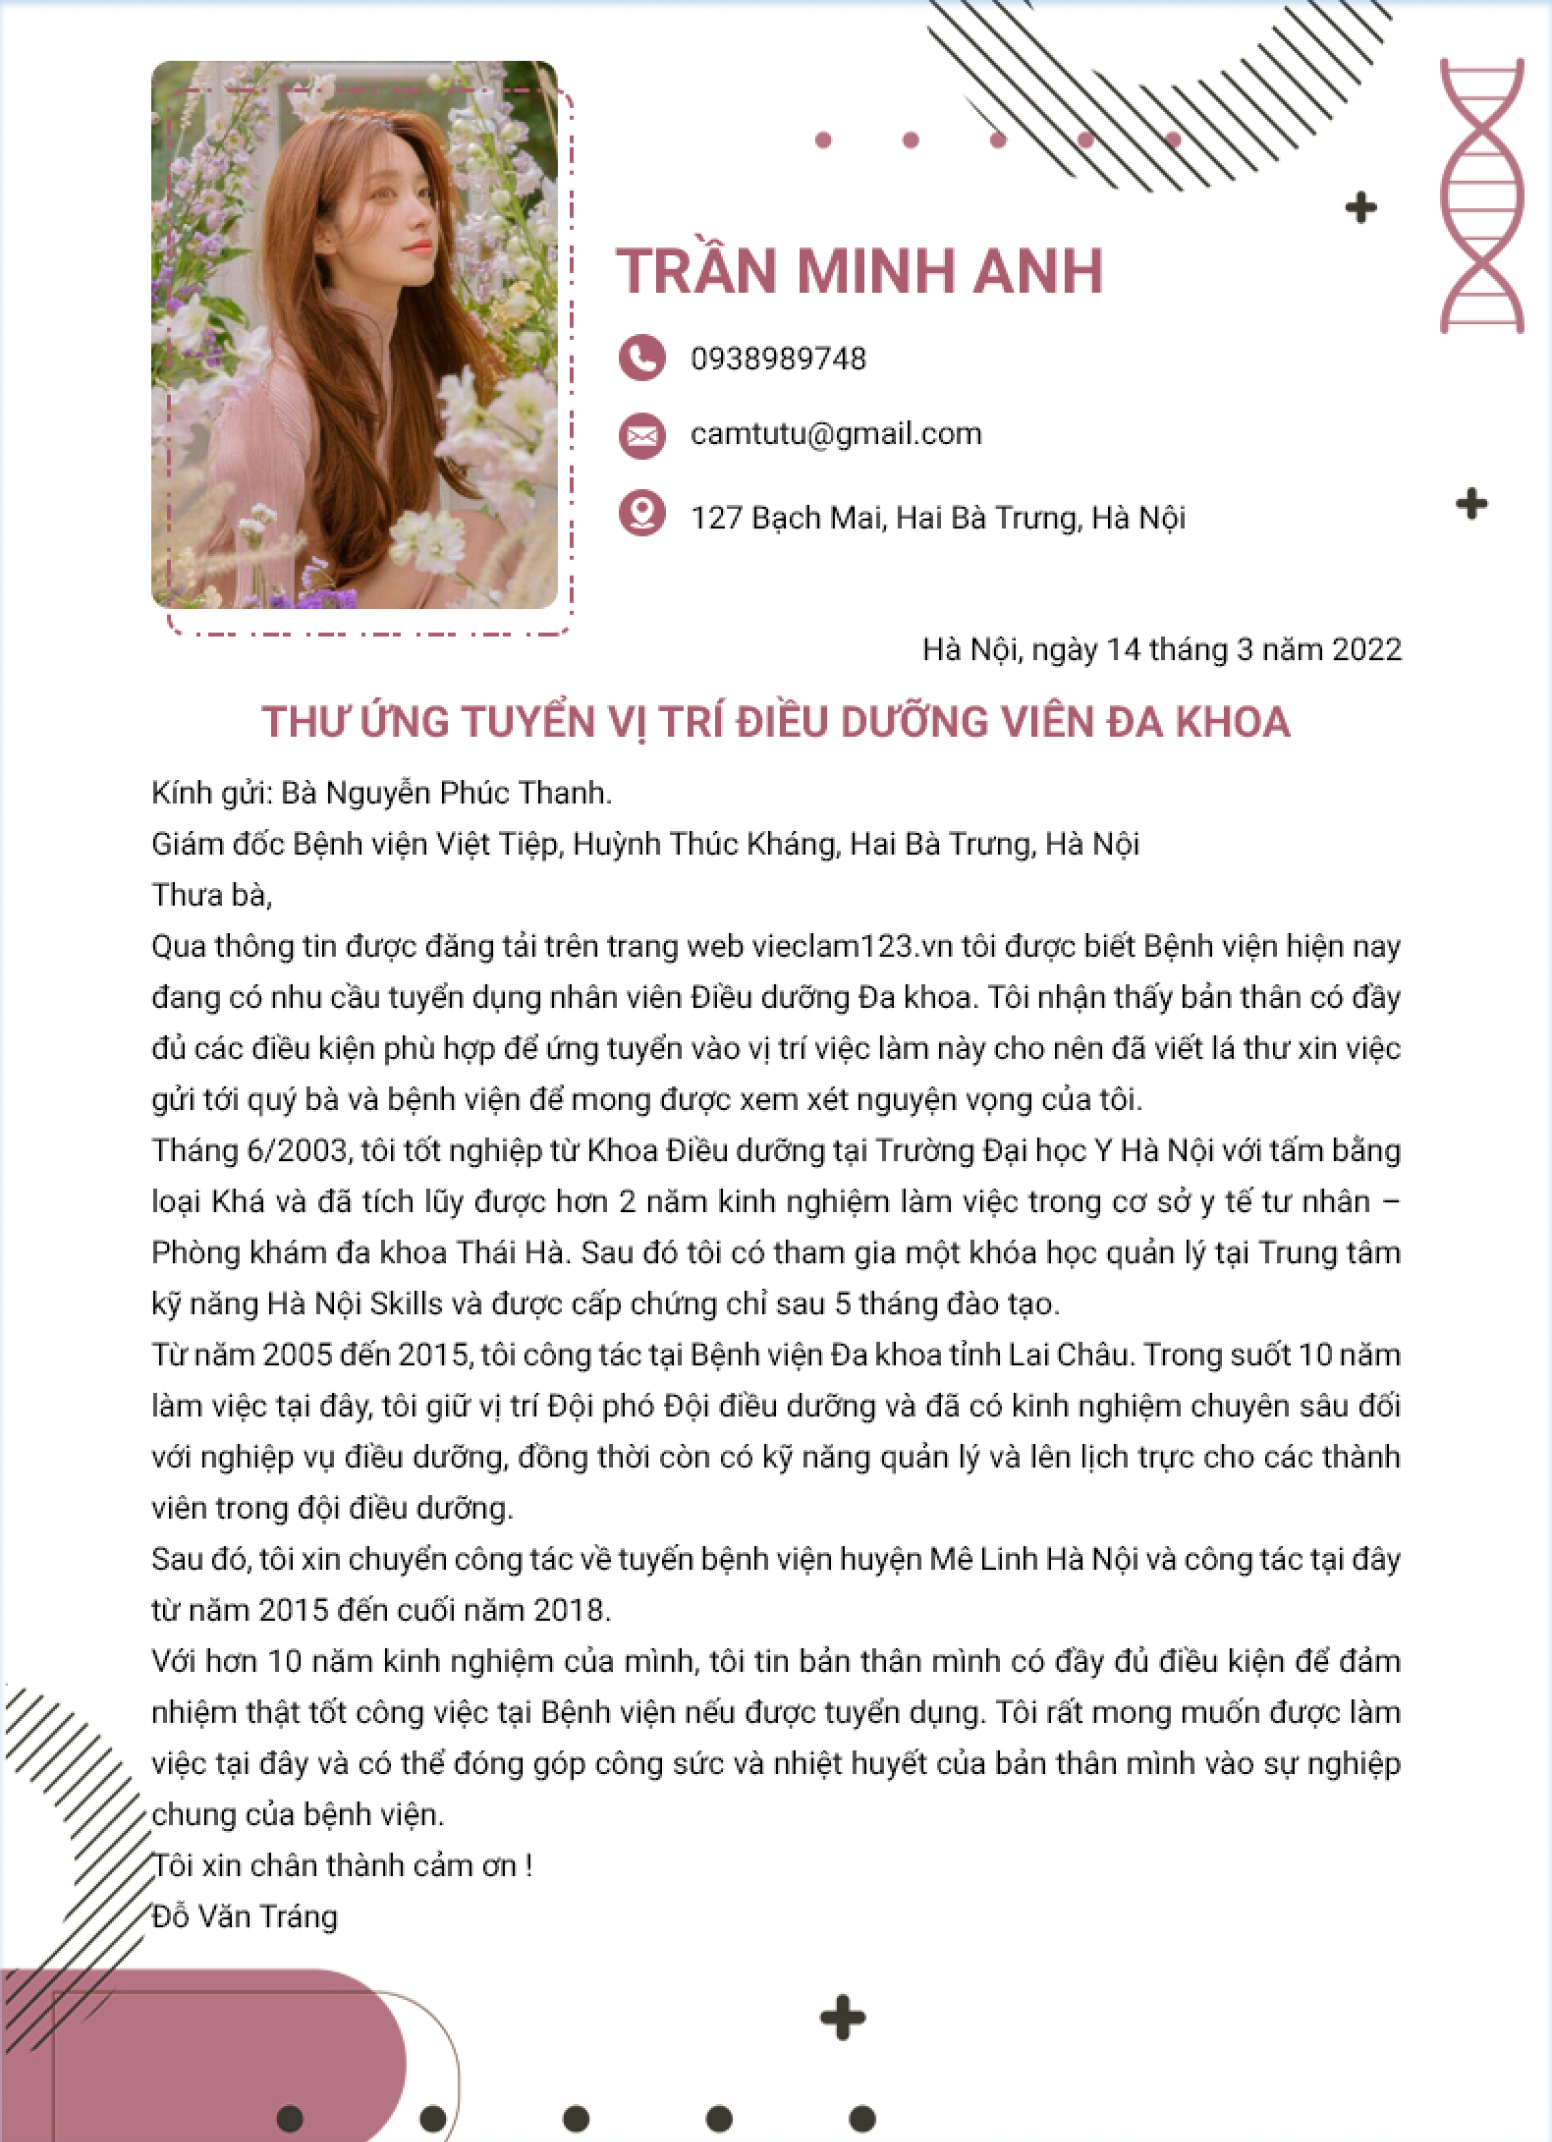 TRẦN MINH ANH
0938989748
camtutu@gmail.com
127 Bạch Mai, Hai Bà Trưng, Hà Nội
Hà Nội, ngày 14 tháng 3 năm 2022
THƯ ỨNG TUYỂN VỊ TRÍ ĐIỀU DƯỠNG VIÊN ĐA KHOA
Kính gửi: Bà Nguyễn Phúc Thanh.
Giám đốc Bệnh viện Việt Tiệp, Huỳnh Thúc Kháng, Hai Bà Trưng, Hà Nội
Thưa bà,
Qua thông tin được đăng tải trên trang web vieclam123.vn tôi được biết Bệnh viện hiện nay
đang có nhu cầu tuyển dụng nhân viên Điều dưỡng Đa khoa. Tôi nhận thấy bản thân có đầy
đủ các điều kiện phù hợp để ứng tuyển vào vị trí việc làm này cho nên đã viết lá thư xin việc
gửi tới quý bà và bệnh viện để mong được xem xét nguyện vọng của tôi.
Tháng 6/2003, tôi tốt nghiệp từ Khoa Điều dưỡng tại Trường Đại học Y Hà Nội với tấm bằng
loại Khá và đã tích lũy được hơn 2 năm kinh nghiệm làm việc trong cơ sở y tế tư nhân –
Phòng khám đa khoa Thái Hà. Sau đó tôi có tham gia một khóa học quản lý tại Trung tâm
kỹ năng Hà Nội Skills và được cấp chứng chỉ sau 5 tháng đào tạo.
Từ năm 2005 đến 2015, tôi công tác tại Bệnh viện Đa khoa tỉnh Lai Châu. Trong suốt 10 năm
làm việc tại đây, tôi giữ vị trí Đội phó Đội điều dưỡng và đã có kinh nghiệm chuyên sâu đối
với nghiệp vụ điều dưỡng, đồng thời còn có kỹ năng quản lý và lên lịch trực cho các thành
viên trong đội điều dưỡng.
Sau đó, tôi xin chuyển công tác về tuyến bệnh viện huyện Mê Linh Hà Nội và công tác tại đây
từ năm 2015 đến cuối năm 2018.
Với hơn 10 năm kinh nghiệm của mình, tôi tin bản thân mình có đầy đủ điều kiện để đảm
nhiệm thật tốt công việc tại Bệnh viện nếu được tuyển dụng. Tôi rất mong muốn được làm
việc tại đây và có thể đóng góp công sức và nhiệt huyết của bản thân mình vào sự nghiệp
chung của bệnh viện.
Tôi xin chân thành cảm ơn !
Đỗ Văn Tráng